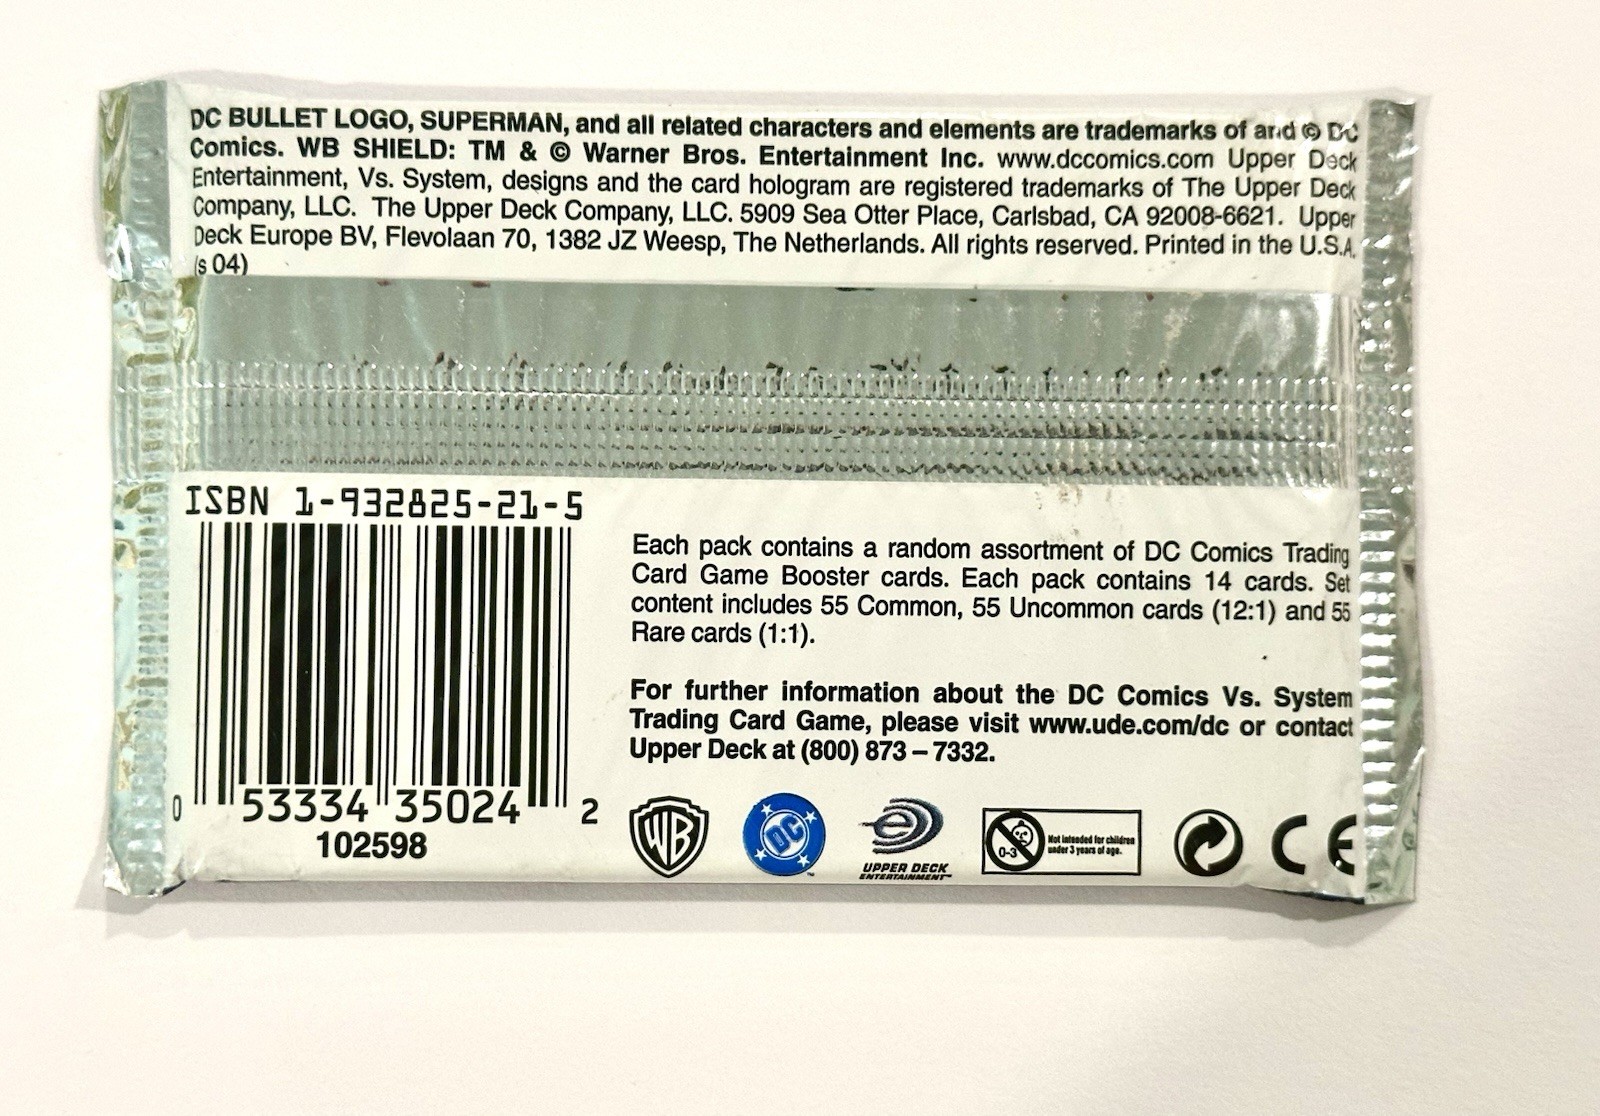 DC BULLET LOGO, SUPERMAN, and all related characters and elements are trademarks of and © DC
Comics. WB SHIELD: TM & © Warner Bros. Entertainment Inc. www.dccomics.com Upper Deck
Entertainment, Vs. System, designs and the card hologram are registered trademarks of The Upper Deck
Company, LLC. The Upper Deck Company, LLC. 5909 Sea Otter Place, Carlsbad, CA 92008-6621. Upper
Deck Europe BV, Flevolaan 70, 1382 JZ Weesp, The Netherlands. All rights reserved. Printed in the U.S.A.
(s 04)
ISBN 1-932825-21-5
0 53334 35024 2
102598
Each pack contains a random assortment of DC Comics Trading
Card Game Booster cards. Each pack contains 14 cards. Set
content includes 55 Common, 55 Uncommon cards (12:1) and 55
Rare cards (1:1).
For further information about the DC Comics Vs. System
Trading Card Game, please visit www.ude.com/dc or contact
Upper Deck at (800) 873 – 7332.
WB
DC
TM
e
UPPER DECK
ENTERTAINMENT™
0-3
Not intended for children
under 3 years of age.
CE